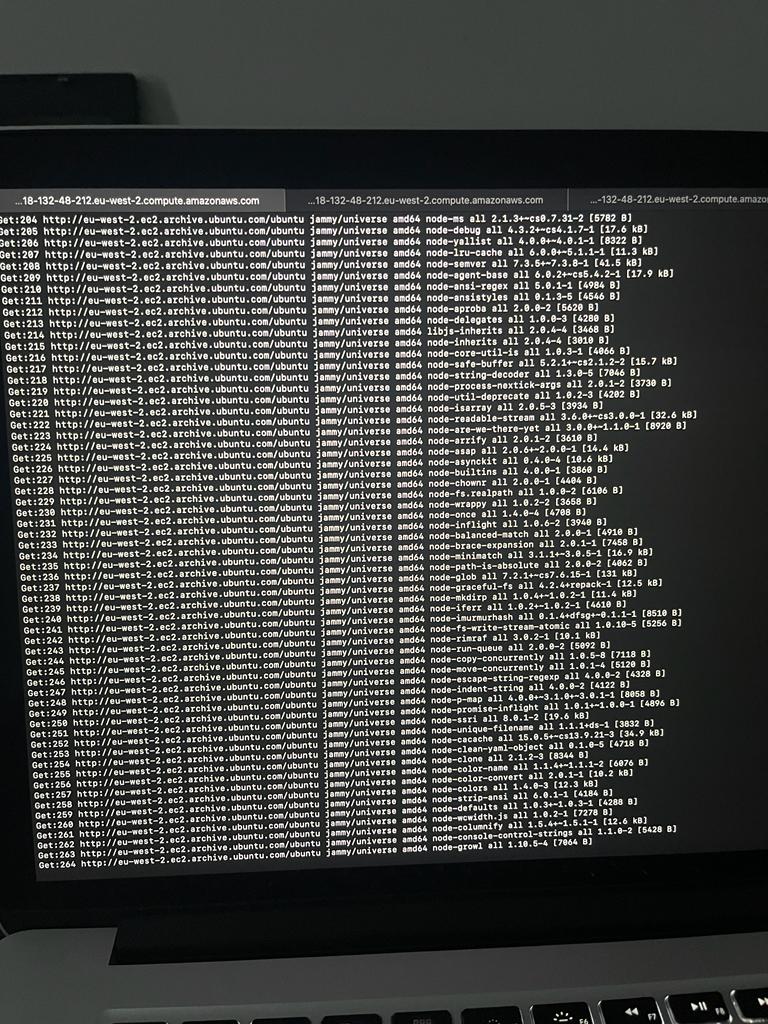 ...18-132-48-212.eu-west-2.compute.amazonaws.com
...18-132-48-212.eu-west-2.compute.amazonaws.com
...-132-48-212.eu-west-2.compute.amazonaws.co
Get:204 http://eu-west-2.ec2.archive.ubuntu.com/ubuntu jammy/universe amd64 node-ms all 2.1.3+~cs0.7.31-2 [5782 B]
Get:205 http://eu-west-2.ec2.archive.ubuntu.com/ubuntu jammy/universe amd64 node-debug all 4.3.2+~cs4.1.7-1 [17.6 kB]
Get:206 http://eu-west-2.ec2.archive.ubuntu.com/ubuntu jammy/universe amd64 node-yallist all 4.0.0+~4.0.1-1 [8322 B]
Get:207 http://eu-west-2.ec2.archive.ubuntu.com/ubuntu jammy/universe amd64 node-lru-cache all 6.0.0+~5.1.1-1 [11.3 kB]
Get:208 http://eu-west-2.ec2.archive.ubuntu.com/ubuntu jammy/universe amd64 node-semver all 7.3.5+~7.3.8-1 [41.5 kB]
Get:209 http://eu-west-2.ec2.archive.ubuntu.com/ubuntu jammy/universe amd64 node-agent-base all 6.0.2+~cs5.4.2-1 [17.9 kB]
Get:210 http://eu-west-2.ec2.archive.ubuntu.com/ubuntu jammy/universe amd64 node-ansi-regex all 5.0.1-1 [4984 B]
Get:211 http://eu-west-2.ec2.archive.ubuntu.com/ubuntu jammy/universe amd64 node-ansistyles all 0.1.3-5 [4546 B]
Get:212 http://eu-west-2.ec2.archive.ubuntu.com/ubuntu jammy/universe amd64 node-aproba all 2.0.0-2 [5620 B]
Get:213 http://eu-west-2.ec2.archive.ubuntu.com/ubuntu jammy/universe amd64 node-delegates all 1.0.0-3 [4280 B]
Get:214 http://eu-west-2.ec2.archive.ubuntu.com/ubuntu jammy/universe amd64 libjs-inherits all 2.0.4-4 [3468 B]
Get:215 http://eu-west-2.ec2.archive.ubuntu.com/ubuntu jammy/universe amd64 node-inherits all 2.0.4-4 [3010 B]
Get:216 http://eu-west-2.ec2.archive.ubuntu.com/ubuntu jammy/universe amd64 node-core-util-is all 1.0.3-1 [4066 B]
Get:217 http://eu-west-2.ec2.archive.ubuntu.com/ubuntu jammy/universe amd64 node-safe-buffer all 5.2.1+~cs2.1.2-2 [15.7 kB]
Get:218 http://eu-west-2.ec2.archive.ubuntu.com/ubuntu jammy/universe amd64 node-string-decoder all 1.3.0-5 [7046 B]
Get:219 http://eu-west-2.ec2.archive.ubuntu.com/ubuntu jammy/universe amd64 node-process-nextick-args all 2.0.1-2 [3730 B]
Get:220 http://eu-west-2.ec2.archive.ubuntu.com/ubuntu jammy/universe amd64 node-util-deprecate all 1.0.2-3 [4202 B]
Get:221 http://eu-west-2.ec2.archive.ubuntu.com/ubuntu jammy/universe amd64 node-isarray all 2.0.5-3 [3934 B]
Get:222 http://eu-west-2.ec2.archive.ubuntu.com/ubuntu jammy/universe amd64 node-readable-stream all 3.6.0+~cs3.0.0-1 [32.6 kB]
Get:223 http://eu-west-2.ec2.archive.ubuntu.com/ubuntu jammy/universe amd64 node-are-we-there-yet all 3.0.0+~1.1.0-1 [8920 B]
Get:224 http://eu-west-2.ec2.archive.ubuntu.com/ubuntu jammy/universe amd64 node-arrify all 2.0.1-2 [3610 B]
Get:225 http://eu-west-2.ec2.archive.ubuntu.com/ubuntu jammy/universe amd64 node-asap all 2.0.6+~2.0.0-1 [14.4 kB]
Get:226 http://eu-west-2.ec2.archive.ubuntu.com/ubuntu jammy/universe amd64 node-asynckit all 0.4.0-4 [10.6 kB]
Get:227 http://eu-west-2.ec2.archive.ubuntu.com/ubuntu jammy/universe amd64 node-builtins all 4.0.0-1 [3860 B]
Get:228 http://eu-west-2.ec2.archive.ubuntu.com/ubuntu jammy/universe amd64 node-chownr all 2.0.0-1 [4404 B]
Get:229 http://eu-west-2.ec2.archive.ubuntu.com/ubuntu jammy/universe amd64 node-fs.realpath all 1.0.0-2 [6106 B]
Get:230 http://eu-west-2.ec2.archive.ubuntu.com/ubuntu jammy/universe amd64 node-wrappy all 1.0.2-2 [3658 B]
Get:231 http://eu-west-2.ec2.archive.ubuntu.com/ubuntu jammy/universe amd64 node-once all 1.4.0-4 [4708 B]
Get:232 http://eu-west-2.ec2.archive.ubuntu.com/ubuntu jammy/universe amd64 node-inflight all 1.0.6-2 [3940 B]
Get:233 http://eu-west-2.ec2.archive.ubuntu.com/ubuntu jammy/universe amd64 node-balanced-match all 2.0.0-1 [4910 B]
Get:234 http://eu-west-2.ec2.archive.ubuntu.com/ubuntu jammy/universe amd64 node-brace-expansion all 2.0.1-1 [7458 B]
Get:235 http://eu-west-2.ec2.archive.ubuntu.com/ubuntu jammy/universe amd64 node-minimatch all 3.1.1+~3.0.5-1 [16.9 kB]
Get:236 http://eu-west-2.ec2.archive.ubuntu.com/ubuntu jammy/universe amd64 node-path-is-absolute all 2.0.0-2 [4062 B]
Get:237 http://eu-west-2.ec2.archive.ubuntu.com/ubuntu jammy/universe amd64 node-glob all 7.2.1+~cs7.6.15-1 [131 kB]
Get:238 http://eu-west-2.ec2.archive.ubuntu.com/ubuntu jammy/universe amd64 node-graceful-fs all 4.2.4+repack-1 [12.5 kB]
Get:239 http://eu-west-2.ec2.archive.ubuntu.com/ubuntu jammy/universe amd64 node-mkdirp all 1.0.4+~1.0.2-1 [11.4 kB]
Get:240 http://eu-west-2.ec2.archive.ubuntu.com/ubuntu jammy/universe amd64 node-iferr all 1.0.2+~1.0.2-1 [4610 B]
Get:241 http://eu-west-2.ec2.archive.ubuntu.com/ubuntu jammy/universe amd64 node-imurmurhash all 0.1.4+dfsg+~0.1.1-1 [8510 B]
Get:242 http://eu-west-2.ec2.archive.ubuntu.com/ubuntu jammy/universe amd64 node-fs-write-stream-atomic all 1.0.10-5 [5256 B]
Get:243 http://eu-west-2.ec2.archive.ubuntu.com/ubuntu jammy/universe amd64 node-rimraf all 3.0.2-1 [10.1 kB]
Get:244 http://eu-west-2.ec2.archive.ubuntu.com/ubuntu jammy/universe amd64 node-run-queue all 2.0.0-2 [5092 B]
Get:245 http://eu-west-2.ec2.archive.ubuntu.com/ubuntu jammy/universe amd64 node-copy-concurrently all 1.0.5-8 [7118 B]
Get:246 http://eu-west-2.ec2.archive.ubuntu.com/ubuntu jammy/universe amd64 node-move-concurrently all 1.0.1-4 [5120 B]
Get:247 http://eu-west-2.ec2.archive.ubuntu.com/ubuntu jammy/universe amd64 node-escape-string-regexp all 4.0.0-2 [4328 B]
Get:248 http://eu-west-2.ec2.archive.ubuntu.com/ubuntu jammy/universe amd64 node-indent-string all 4.0.0-2 [4122 B]
Get:249 http://eu-west-2.ec2.archive.ubuntu.com/ubuntu jammy/universe amd64 node-p-map all 4.0.0+~3.1.0+~3.0.1-1 [8058 B]
Get:250 http://eu-west-2.ec2.archive.ubuntu.com/ubuntu jammy/universe amd64 node-promise-inflight all 1.0.1+~1.0.0-1 [4896 B]
Get:251 http://eu-west-2.ec2.archive.ubuntu.com/ubuntu jammy/universe amd64 node-ssri all 8.0.1-2 [19.6 kB]
Get:252 http://eu-west-2.ec2.archive.ubuntu.com/ubuntu jammy/universe amd64 node-unique-filename all 1.1.1+ds-1 [3832 B]
Get:253 http://eu-west-2.ec2.archive.ubuntu.com/ubuntu jammy/universe amd64 node-cacache all 15.0.5+~cs13.9.21-3 [34.9 kB]
Get:254 http://eu-west-2.ec2.archive.ubuntu.com/ubuntu jammy/universe amd64 node-clean-yaml-object all 0.1.0-5 [4718 B]
Get:255 http://eu-west-2.ec2.archive.ubuntu.com/ubuntu jammy/universe amd64 node-clone all 2.1.2-3 [8344 B]
Get:256 http://eu-west-2.ec2.archive.ubuntu.com/ubuntu jammy/universe amd64 node-color-name all 1.1.4+~1.1.1-2 [6076 B]
Get:257 http://eu-west-2.ec2.archive.ubuntu.com/ubuntu jammy/universe amd64 node-color-convert all 2.0.1-1 [10.2 kB]
Get:258 http://eu-west-2.ec2.archive.ubuntu.com/ubuntu jammy/universe amd64 node-colors all 1.4.0-3 [12.3 kB]
Get:259 http://eu-west-2.ec2.archive.ubuntu.com/ubuntu jammy/universe amd64 node-strip-ansi all 6.0.1-1 [4184 B]
Get:260 http://eu-west-2.ec2.archive.ubuntu.com/ubuntu jammy/universe amd64 node-defaults all 1.0.3+~1.0.3-1 [4288 B]
Get:261 http://eu-west-2.ec2.archive.ubuntu.com/ubuntu jammy/universe amd64 node-wcwidth.js all 1.0.2-1 [7278 B]
Get:262 http://eu-west-2.ec2.archive.ubuntu.com/ubuntu jammy/universe amd64 node-columnify all 1.5.4+~1.5.1-1 [12.6 kB]
Get:263 http://eu-west-2.ec2.archive.ubuntu.com/ubuntu jammy/universe amd64 node-console-control-strings all 1.1.0-2 [5428 B]
Get:264 http://eu-west-2.ec2.archive.ubuntu.com/ubuntu jammy/universe amd64 node-growl all 1.10.5-4 [7064 B]
F6
F7
F8